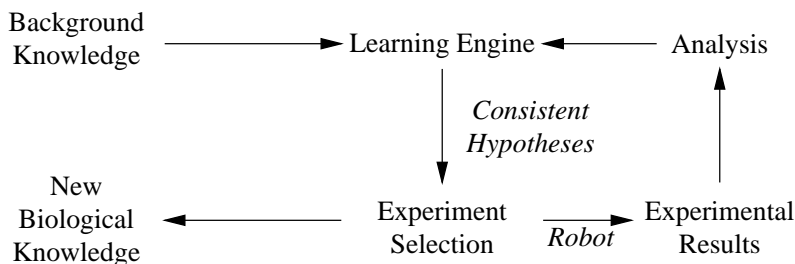 Background
Knowledge
Learning Engine
Analysis
Consistent
Hypotheses
New
Biological
Knowledge
Experiment
Selection
Robot
Experimental
Results